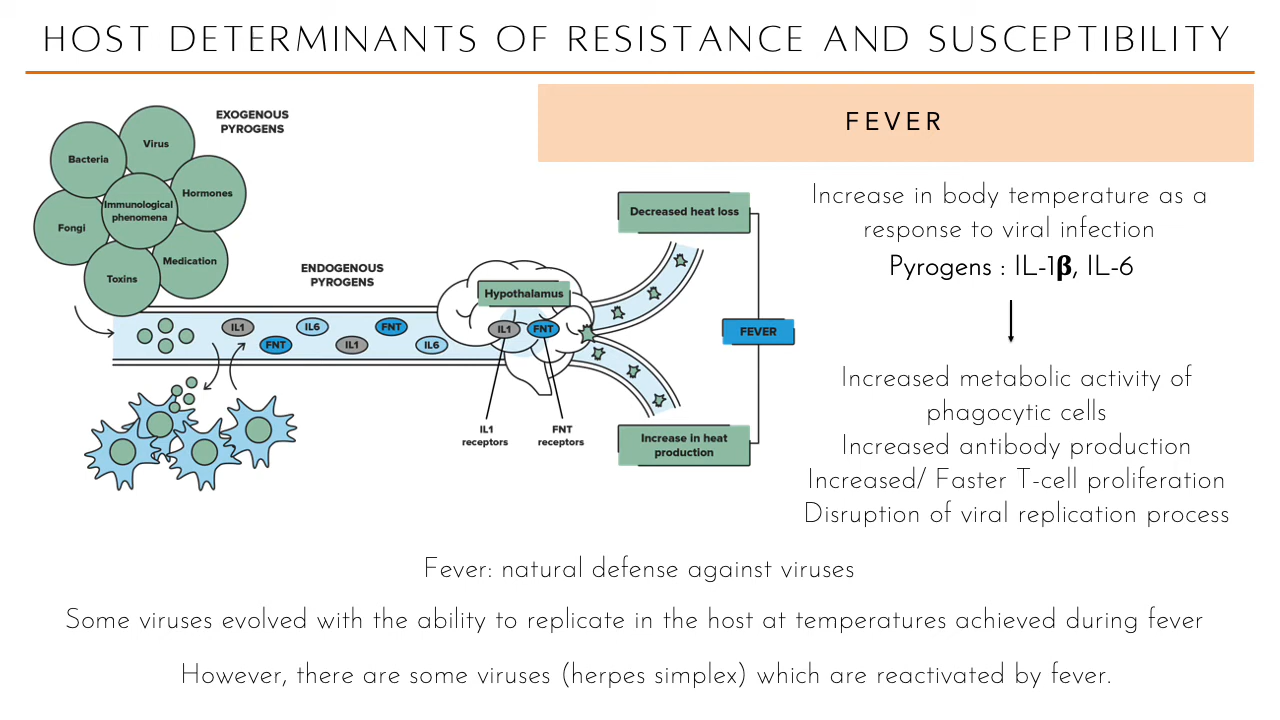 HOST DETERMINANTS OF RESISTANCE AND SUSCEPTIBILITY
EXOGENOUS
PYROGENS
Virus
Bacteria
Hormones
Immunological
phenomena
Fungi
Medication
Toxins
ENDOGENOUS
PYROGENS
Hypothalamus
IL1
IL6
FNT
FNT
IL1
IL6
IL1
FNT
IL1
receptors
FNT
receptors
Decreased heat loss
FEVER
Increase in heat
production
FEVER
Increase in body temperature as a
response to viral infection
Pyrogens : IL-1β, IL-6
Increased metabolic activity of
phagocytic cells
Increased antibody production
Increased/ Faster T-cell proliferation
Disruption of viral replication process
Fever: natural defense against viruses
Some viruses evolved with the ability to replicate in the host at temperatures achieved during fever
However, there are some viruses (herpes simplex) which are reactivated by fever.